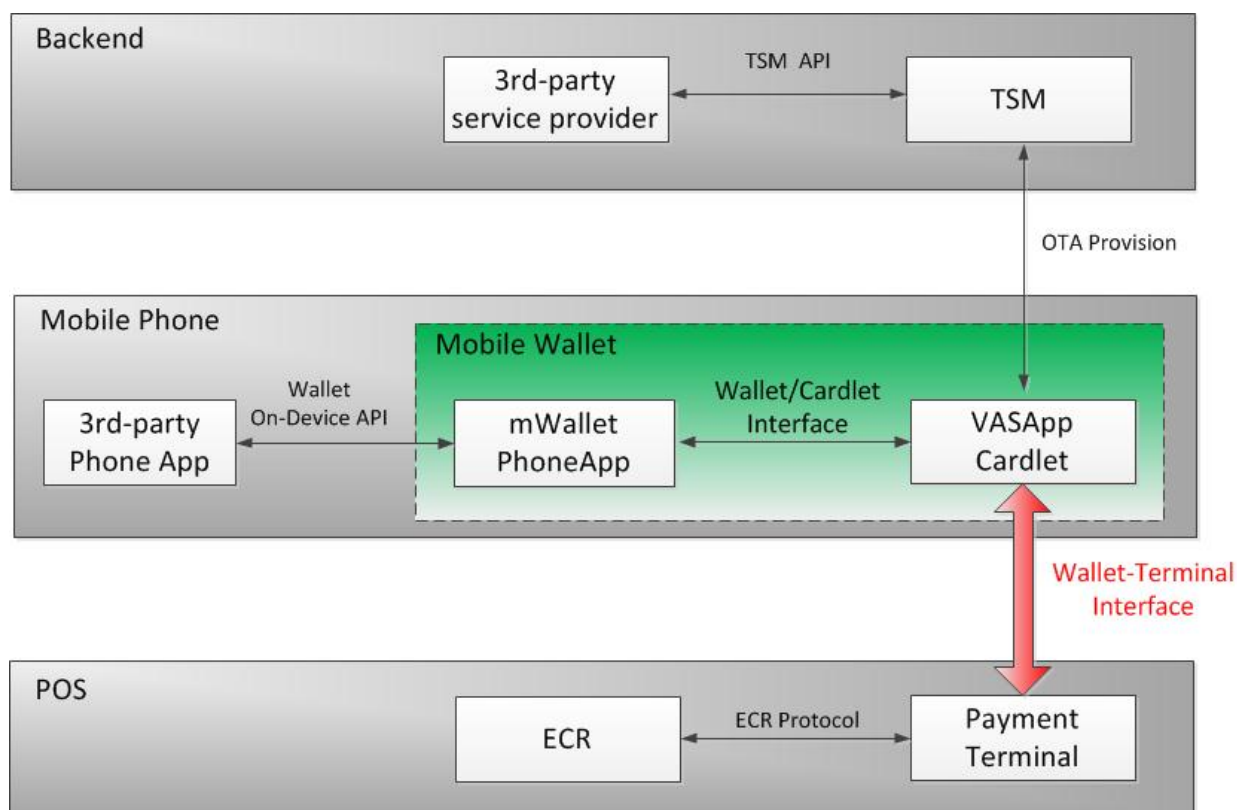 Backend
3rd-party
service provider
TSM API
TSM
OTA Provision
Mobile Phone
Mobile Wallet
3rd-party
Phone App
Wallet
On-Device API
mWallet
PhoneApp
Wallet/Cardlet
Interface
VASApp
Cardlet
Wallet-Terminal
Interface
POS
ECR
ECR Protocol
Payment
Terminal